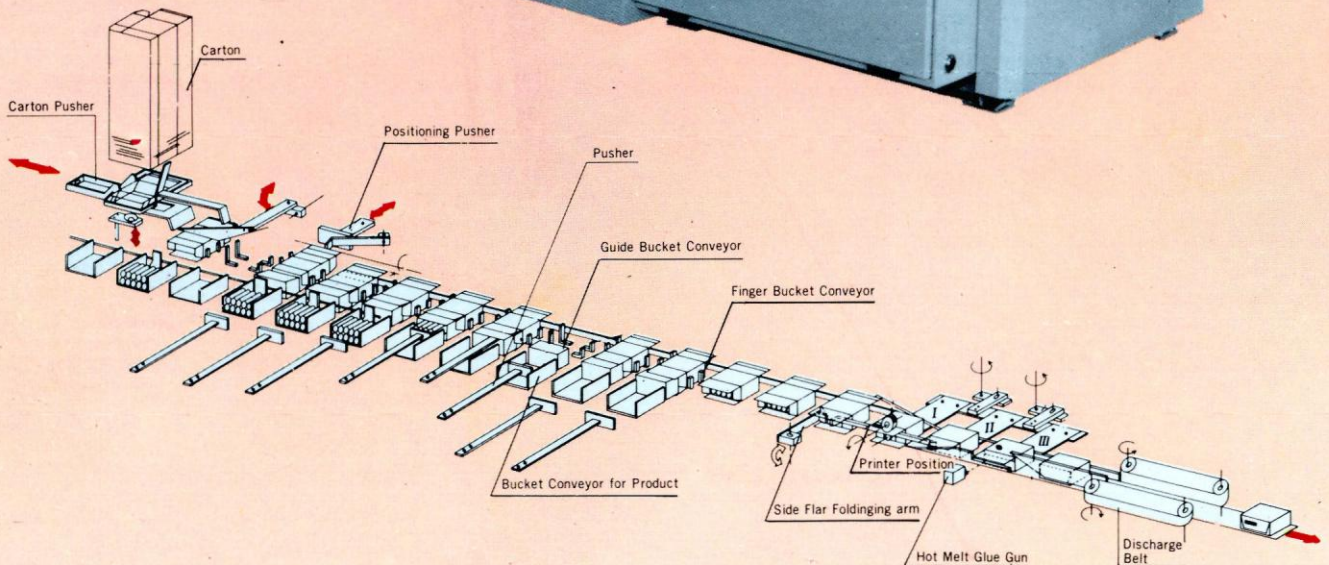 Carton
Carton Pusher
Positioning Pusher
Pusher
Guide Bucket Conveyor
Finger Bucket Conveyor
I
II
III
Printer Position
Bucket Conveyor for Product
Side Flar Foldinging arm
Hot Melt Glue Gun
Discharge
Belt